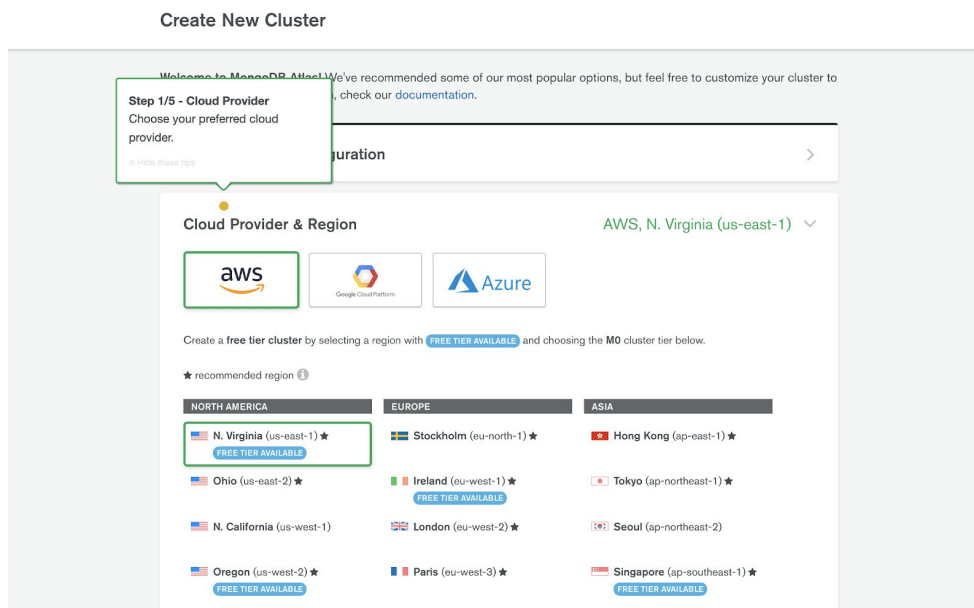 Create New Cluster
Welcome to MongoDB Atlas! We've recommended some of our most popular options, but feel free to customize your cluster to
, check our documentation.
Step 1/5 - Cloud Provider
Choose your preferred cloud
provider.
Hide these tips
guration
Cloud Provider & Region
AWS, N. Virginia (us-east-1)
aws
Google Cloud Platform
Azure
Create a free tier cluster by selecting a region with FREE TIER AVAILABLE and choosing the M0 cluster tier below.
★ recommended region i
NORTH AMERICA
N. Virginia (us-east-1) ★
FREE TIER AVAILABLE
Ohio (us-east-2) ★
N. California (us-west-1)
Oregon (us-west-2) ★
FREE TIER AVAILABLE
EUROPE
Stockholm (eu-north-1) ★
Ireland (eu-west-1) ★
FREE TIER AVAILABLE
London (eu-west-2) ★
Paris (eu-west-3) ★
ASIA
Hong Kong (ap-east-1) ★
Tokyo (ap-northeast-1) ★
Seoul (ap-northeast-2)
Singapore (ap-southeast-1) ★
FREE TIER AVAILABLE